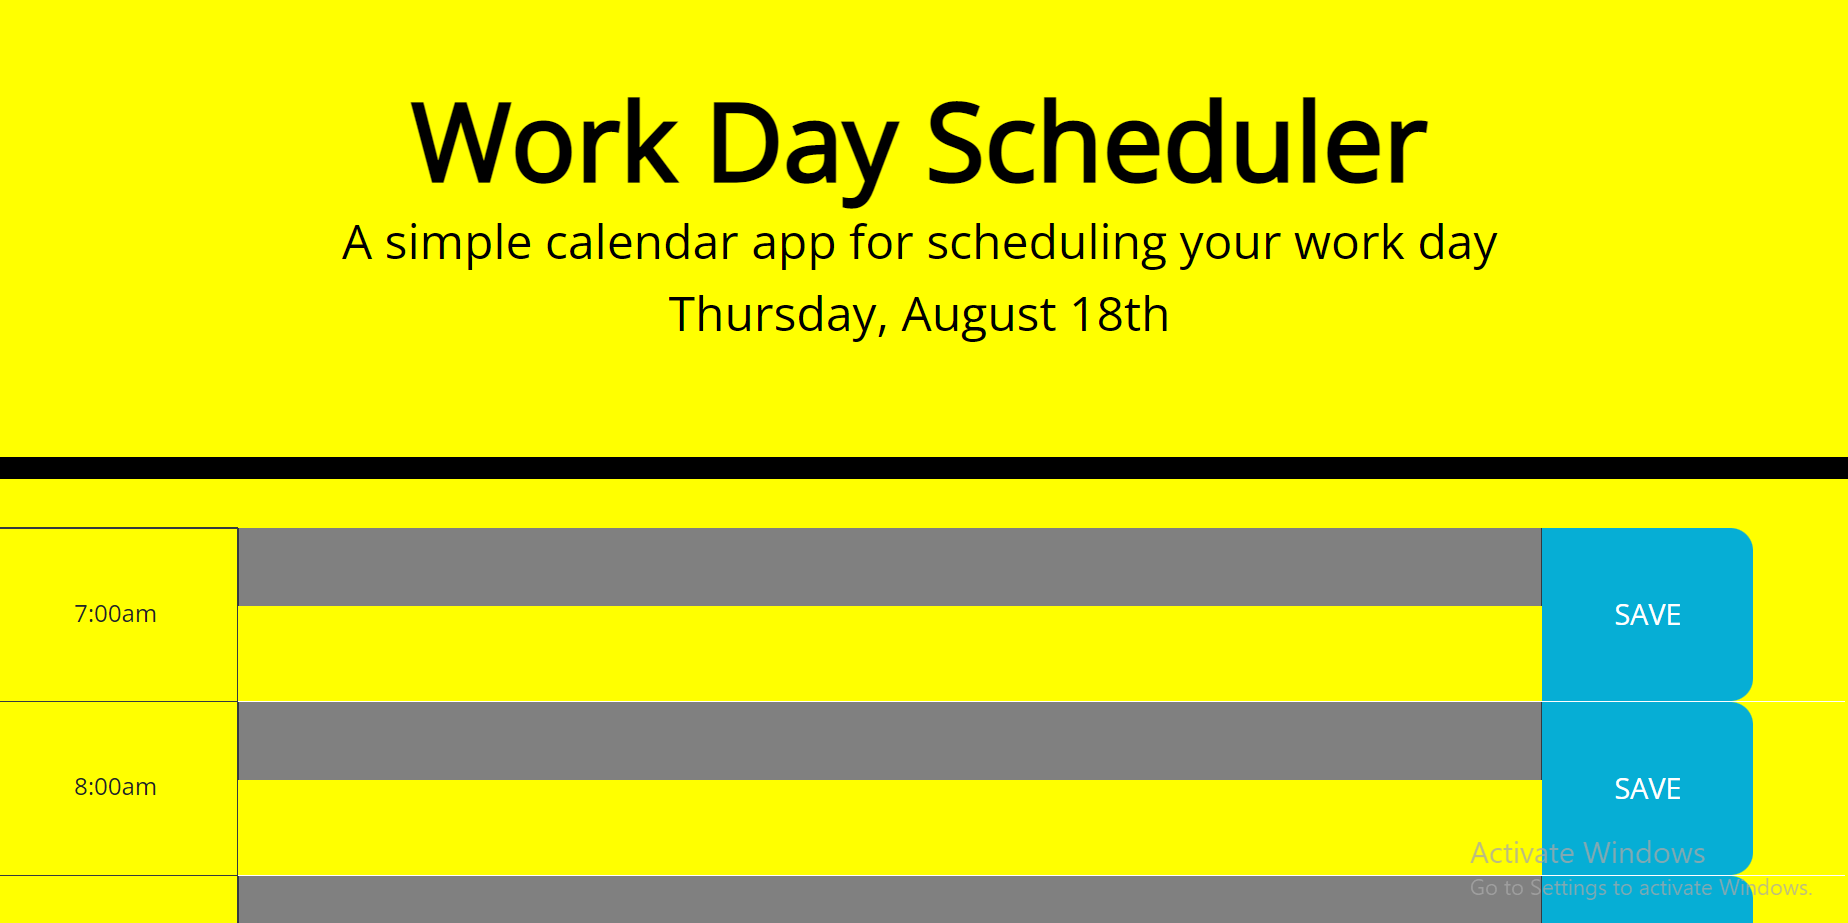 Work Day Scheduler
A simple calendar app for scheduling your work day
Thursday, August 18th
7:00am
SAVE
8:00am
SAVE
Activate Windows
Go to Settings to activate Windows.